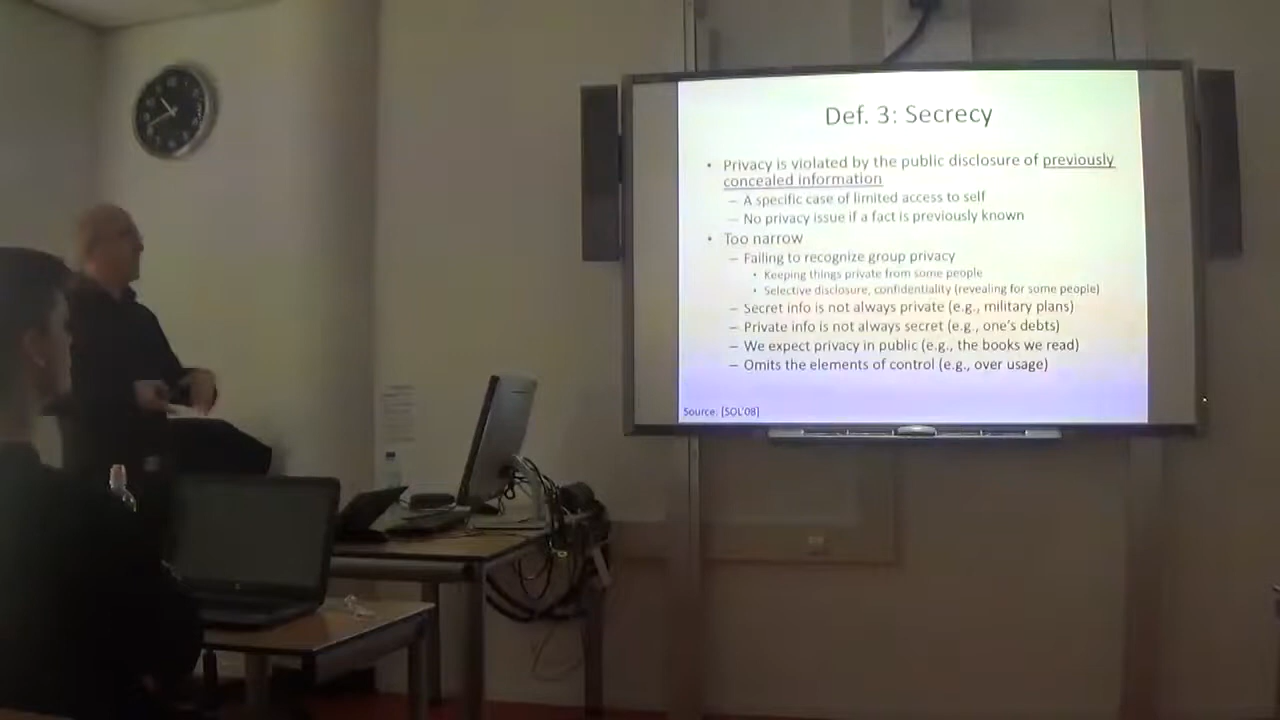 Def. 3: Secrecy
• Privacy is violated by the public disclosure of previously
concealed information
– A specific case of limited access to self
– No privacy issue if a fact is previously known
• Too narrow
– Failing to recognize group privacy
• Keeping things private from some people
• Selective disclosure, confidentiality (revealing for some people)
– Secret info is not always private (e.g., military plans)
– Private info is not always secret (e.g., one's debts)
– We expect privacy in public (e.g., the books we read)
– Omits the elements of control (e.g., over usage)
Source: [SOL'08]